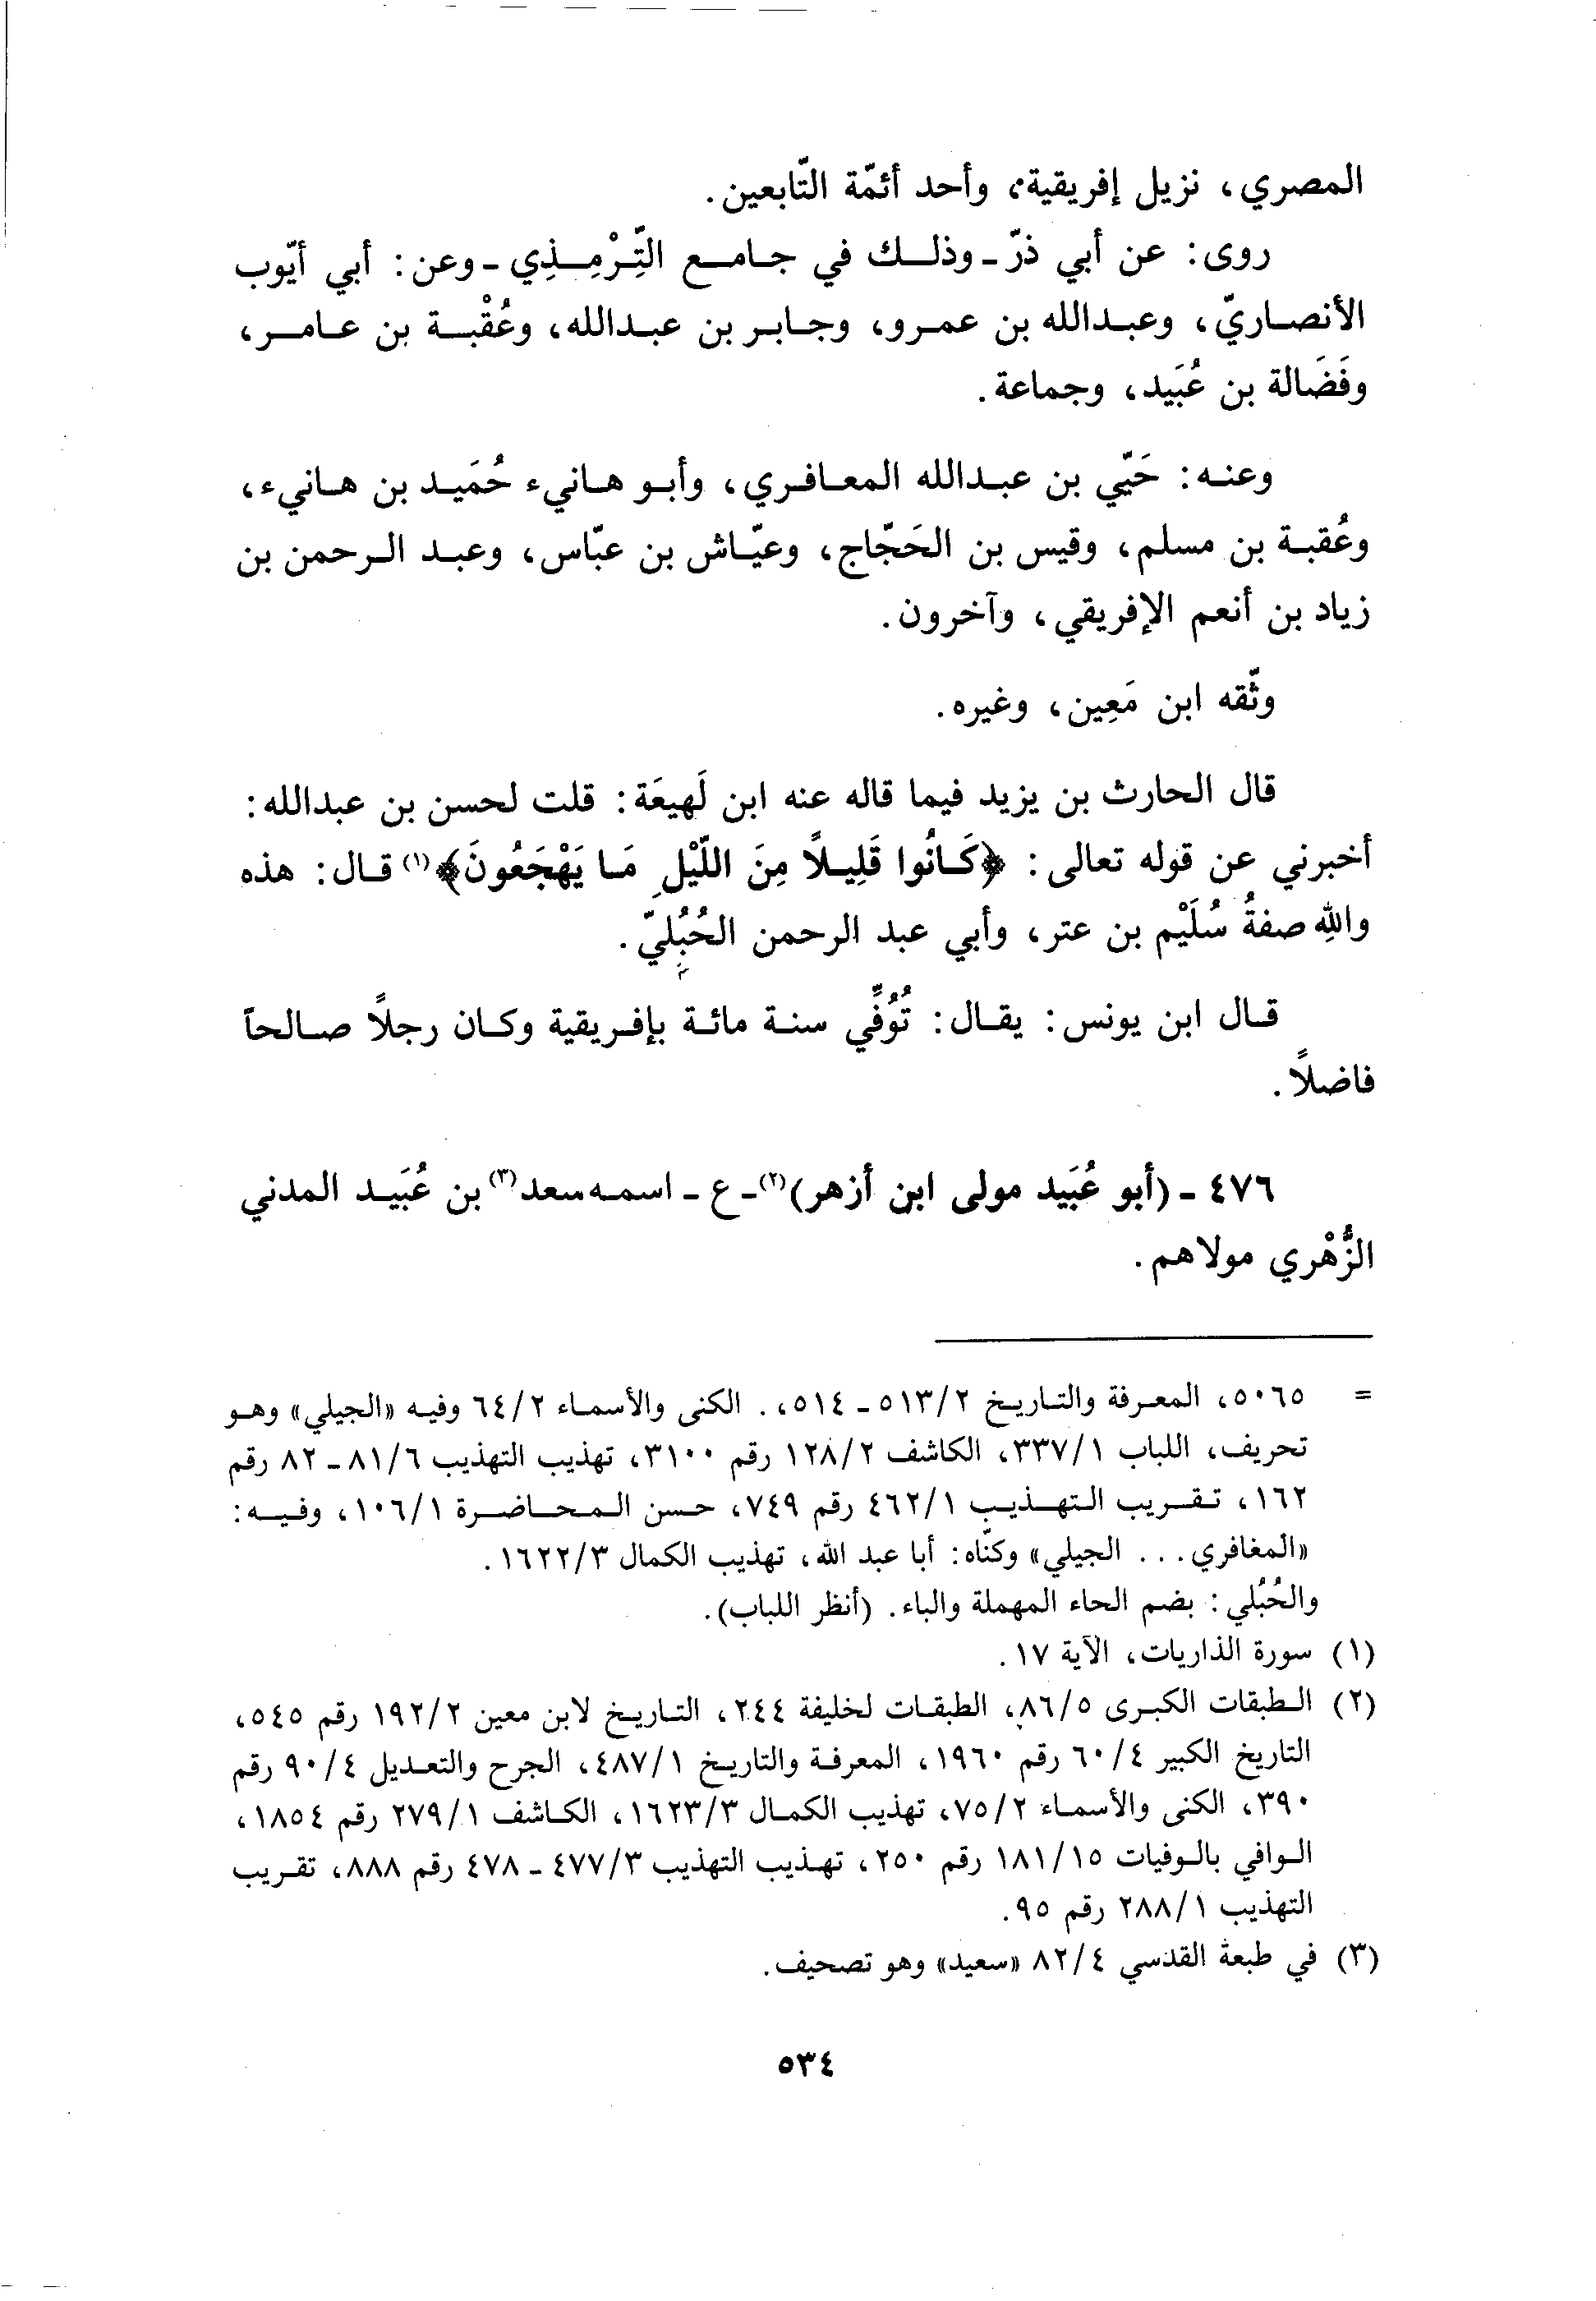 المصري، نزيل إفريقية، وأحد أئمّة التّابعين.
روى: عن أبي ذرّ - وذلك في جامع التِّرْمِذِي - وعن: أبي أيّوب
الأنصاريّ، وعبدالله بن عمرو، وجابر بن عبدالله، وعُقْبة بن عامر،
وفَضَالة بن عُبَيد، وجماعة.
وعنه: حَيّي بن عبدالله المعافري، وأبو هانيء حُمَيد بن هانيء،
وعُقبة بن مسلم، وقيس بن الحَجّاج، وعيّاش بن عبّاس، وعبد الرحمن بن
زياد بن أنعم الإفريقي، وآخرون.
وثّقه ابن مَعِين، وغيره.
قال الحارث بن يزيد فيما قاله عنه ابن لَهيعَة: قلت لحسن بن عبدالله:
أخبرني عن قوله تعالى: ﴿كَانُوا قَلِيلاً مِنَ اللَّيْلِ مَا يَهْجَعُونَ﴾(١) قال: هذه
واللهِ صفةُ سُلَيْم بن عتر، وأبي عبد الرحمن الحُبُلِيّ.
قال ابن يونس: يقال: تُوُفِّي سنة مائة بإفريقية وكان رجلاً صالحاً
فاضلاً.
٤٧٦ - (أبو عُبَيد مولى ابن أزهر)(٢) - ع - اسمه سعد(٣) بن عُبَيد المدني
الزُّهْري مولاهم.
= ٥٠٦٥، المعرفة والتاريخ ٥١٣/٢ - ٥١٤،. الكنى والأسماء ٦٤/٢ وفيه «الجيلي» وهو
تحريف، اللباب ٣٣٧/١، الكاشف ١٢٨/٢ رقم ٣١٠٠، تهذيب التهذيب ٨١/٦ - ٨٢ رقم
١٦٢، تقريب التهذيب ٤٦٢/١ رقم ٧٤٩، حسن المحاضرة ١٠٦/١، وفيه:
«المغافري... الجيلي» وكنّاه: أبا عبد الله، تهذيب الكمال ١٦٢٢/٣.
والحُبُلي: بضم الحاء المهملة والباء. (أنظر اللباب).
(١) سورة الذاريات، الآية ١٧.
(٢) الطبقات الكبرى ٨٦/٥، الطبقات لخليفة ٢٤٤، التاريخ لابن معين ١٩٢/٢ رقم ٥٤٥،
التاريخ الكبير ٦٠/٤ رقم ١٩٦٠، المعرفة والتاريخ ٤٨٧/١، الجرح والتعديل ٩٠/٤ رقم
٣٩٠، الكنى والأسماء ٧٥/٢، تهذيب الكمال ١٦٢٣/٣، الكاشف ٢٧٩/١ رقم ١٨٥٤،
الوافي بالوفيات ١٨١/١٥ رقم ٢٥٠، تهذيب التهذيب ٤٧٧/٣ - ٤٧٨ رقم ٨٨٨، تقريب
التهذيب ٢٨٨/١ رقم ٩٥.
(٣) في طبعة القدسي ٨٢/٤ «سعيد» وهو تصحيف.
٥٣٤